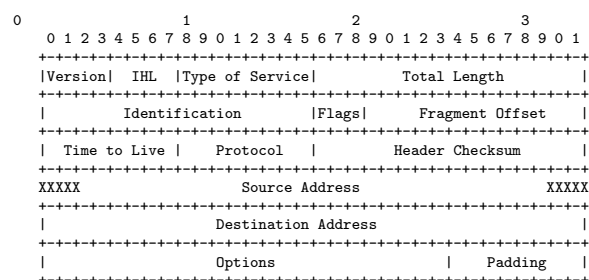 0                   1                   2                   3
 0 1 2 3 4 5 6 7 8 9 0 1 2 3 4 5 6 7 8 9 0 1 2 3 4 5 6 7 8 9 0 1
+-+-+-+-+-+-+-+-+-+-+-+-+-+-+-+-+-+-+-+-+-+-+-+-+-+-+-+-+-+-+-+-+
|Version|  IHL  |Type of Service|          Total Length         |
+-+-+-+-+-+-+-+-+-+-+-+-+-+-+-+-+-+-+-+-+-+-+-+-+-+-+-+-+-+-+-+-+
|         Identification        |Flags|      Fragment Offset    |
+-+-+-+-+-+-+-+-+-+-+-+-+-+-+-+-+-+-+-+-+-+-+-+-+-+-+-+-+-+-+-+-+
|  Time to Live |    Protocol   |         Header Checksum       |
+-+-+-+-+-+-+-+-+-+-+-+-+-+-+-+-+-+-+-+-+-+-+-+-+-+-+-+-+-+-+-+-+
XXXXX                   Source Address                      XXXXX
+-+-+-+-+-+-+-+-+-+-+-+-+-+-+-+-+-+-+-+-+-+-+-+-+-+-+-+-+-+-+-+-+
|                    Destination Address                        |
+-+-+-+-+-+-+-+-+-+-+-+-+-+-+-+-+-+-+-+-+-+-+-+-+-+-+-+-+-+-+-+-+
|                    Options                    |    Padding    |
+-+-+-+-+-+-+-+-+-+-+-+-+-+-+-+-+-+-+-+-+-+-+-+-+-+-+-+-+-+-+-+-+